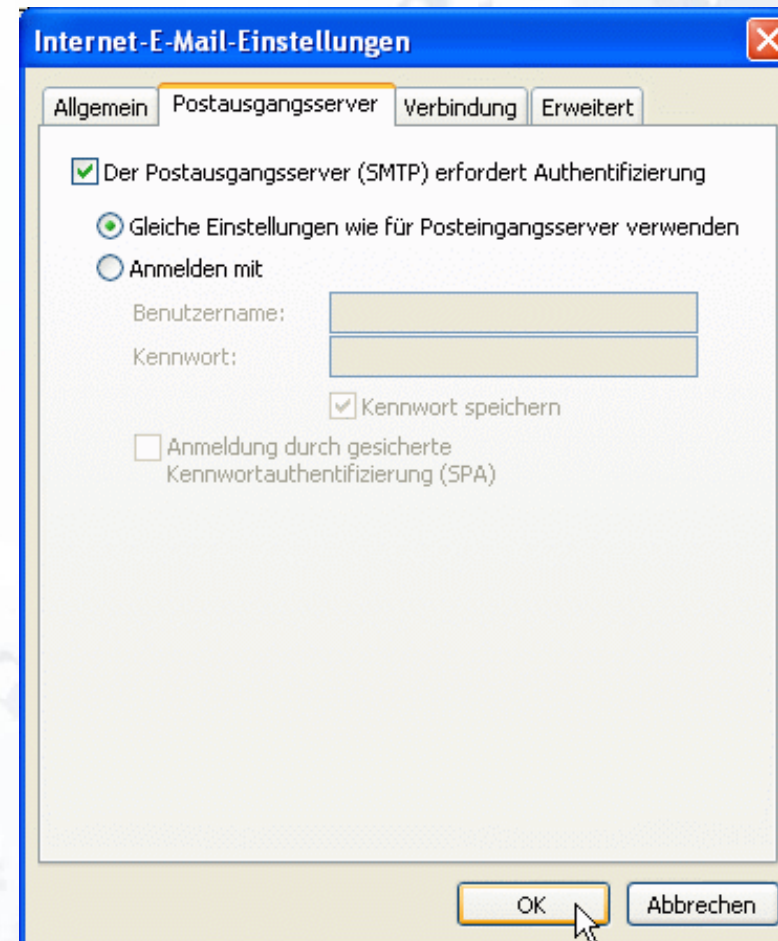 Internet-E-Mail-Einstellungen
Allgemein Postausgangsserver Verbindung Erweitert
Der Postausgangsserver (SMTP) erfordert Authentifizierung
Gleiche Einstellungen wie für Posteingangsserver verwenden
Anmelden mit
Benutzername:
Kennwort:
Kennwort speichern
Anmeldung durch gesicherte
Kennwortauthentifizierung (SPA)
OK Abbrechen